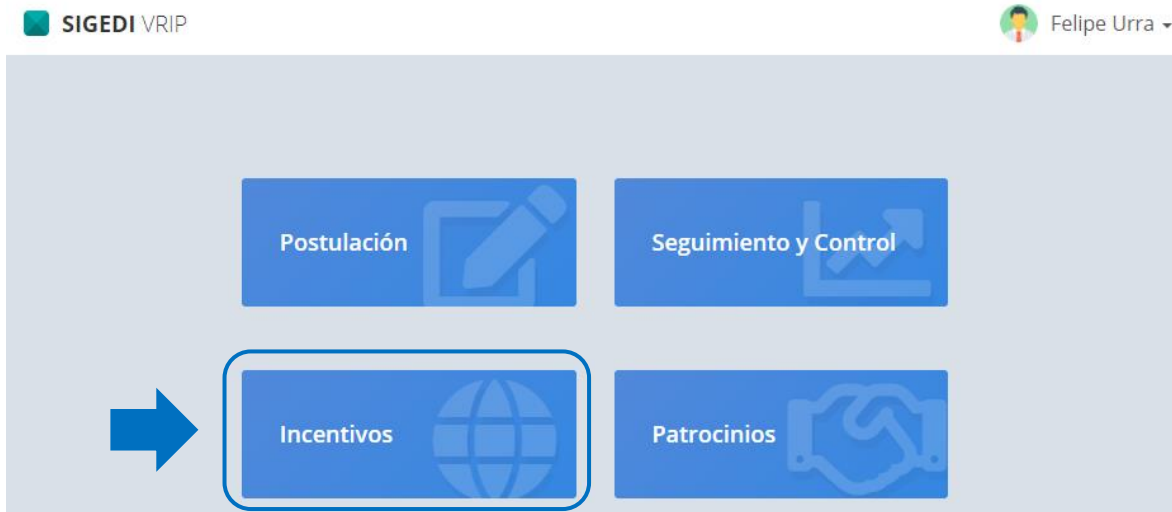 SIGEDI VRIP
Felipe Urra
Postulación
Seguimiento y Control
Incentivos
Patrocinios